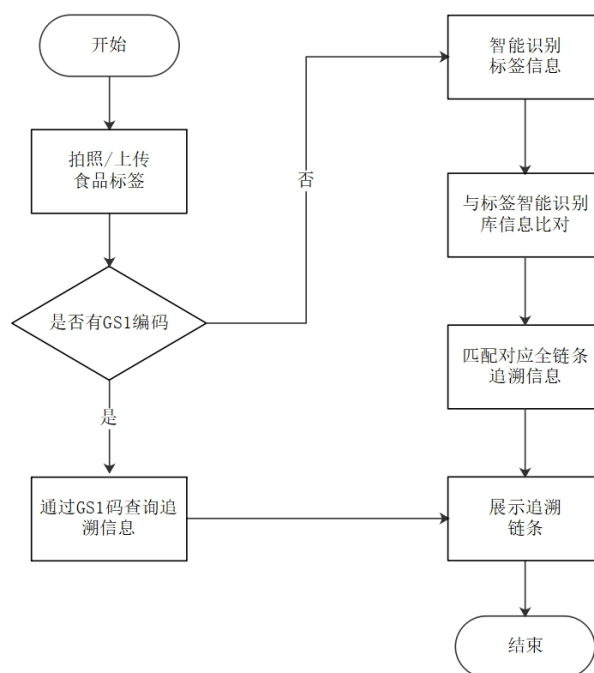 开始
拍照/上传
食品标签
是否有GS1编码
是
通过GS1码查询追
溯信息
否
智能识别
标签信息
与标签智能识别
库信息比对
匹配对应全链条
追溯信息
展示追溯
链条
结束